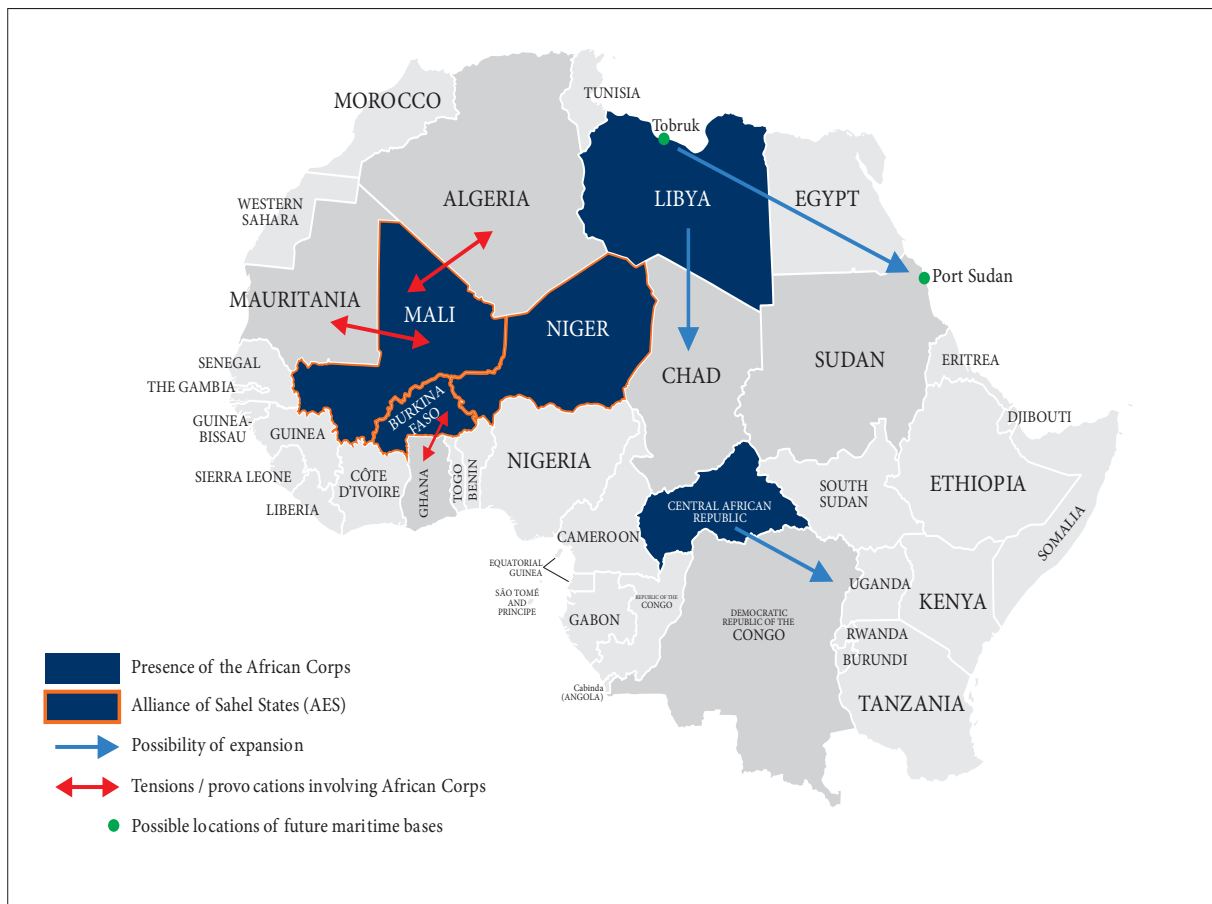 MOROCCO
TUNISIA
Tobruk
ALGERIA
LIBYA
EGYPT
WESTERN
SAHARA
Port Sudan
MAURITANIA
MALI
NIGER
CHAD
SUDAN
ERITREA
SENEGAL
THE GAMBIA
GUINEA-
BISSAU
GUINEA
BURKINA
FASO
DJIBOUTI
SIERRA LEONE
LIBERIA
CÔTE
D'IVOIRE
GHANA
TOGO
BENIN
NIGERIA
SOUTH
SUDAN
ETHIOPIA
SOMALIA
CENTRAL AFRICAN
REPUBLIC
CAMEROON
EQUATORIAL
GUINEA
SÃO TOMÉ
AND
PRINCIPE
GABON
REPUBLIC OF THE
CONGO
DEMOCRATIC
REPUBLIC OF THE
CONGO
UGANDA
KENYA
RWANDA
BURUNDI
TANZANIA
Cabinda
(ANGOLA)
Presence of the African Corps
Alliance of Sahel States (AES)
Possibility of expansion
Tensions / provo cations involving African Corps
Possible locations of future maritime bases